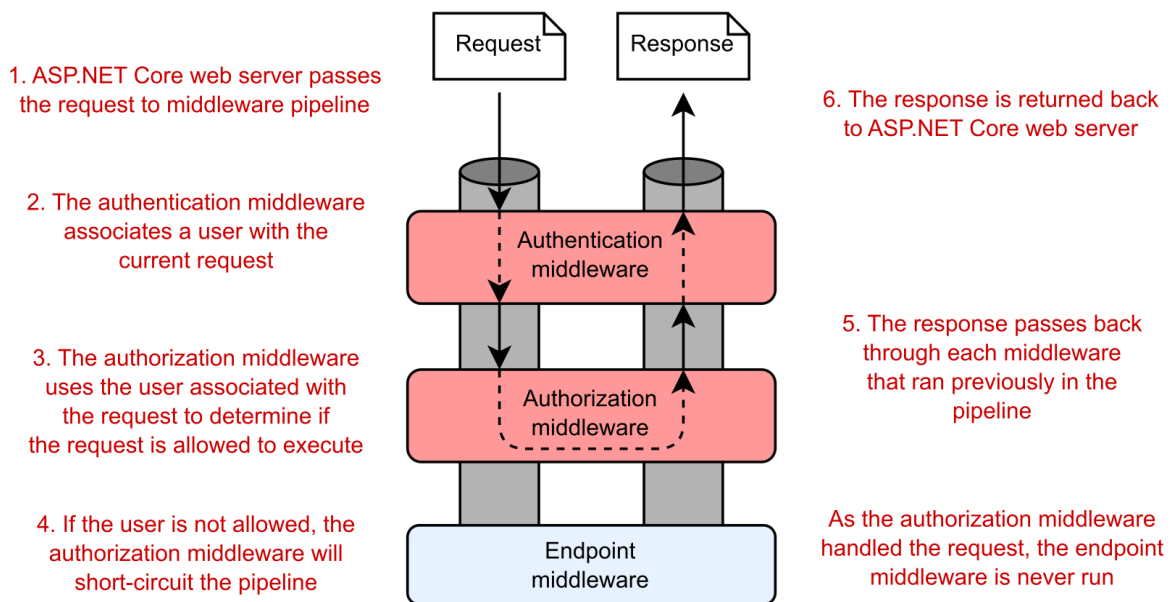 Request
Response
1. ASP.NET Core web server passes
the request to middleware pipeline
6. The response is returned back
to ASP.NET Core web server
2. The authentication middleware
associates a user with the
current request
Authentication
middleware
3. The authorization middleware
uses the user associated with
the request to determine if
the request is allowed to execute
5. The response passes back
through each middleware
that ran previously in the
pipeline
Authorization
middleware
4. If the user is not allowed, the
authorization middleware will
short-circuit the pipeline
Endpoint
middleware
As the authorization middleware
handled the request, the endpoint
middleware is never run